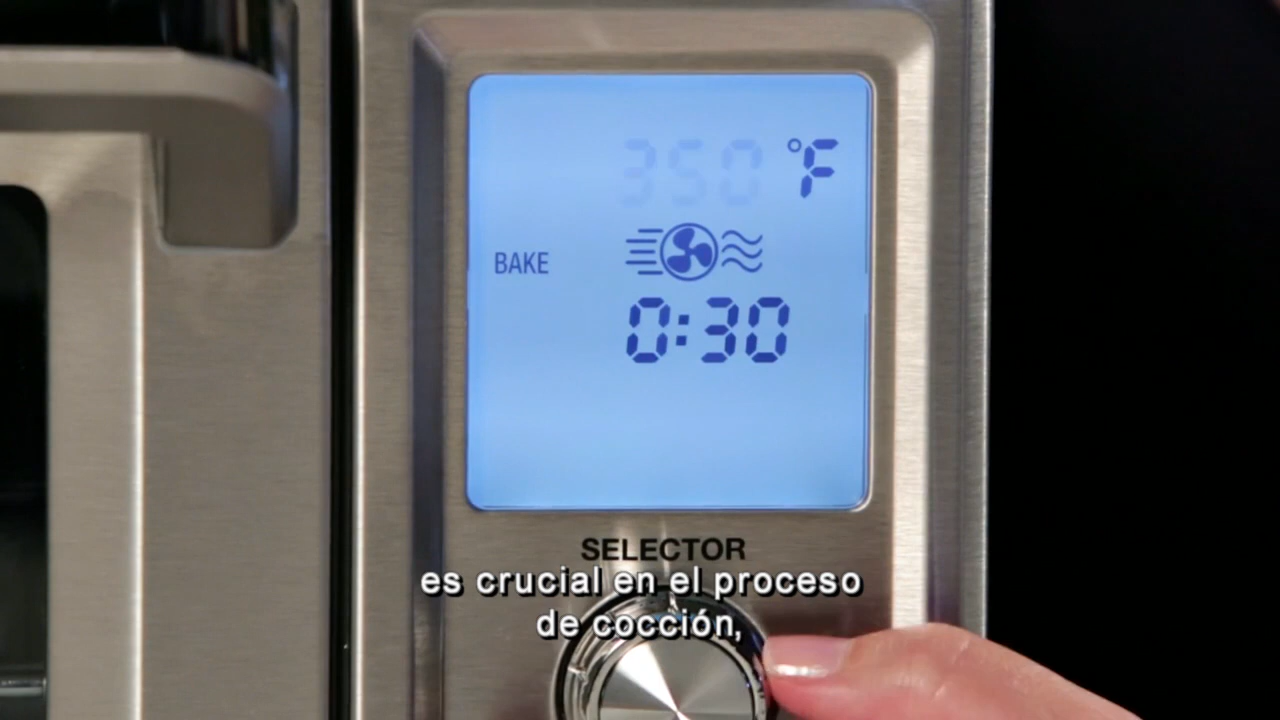 350 °F
BAKE
0:30
SELECTOR
es crucial en el proceso
de cocción,